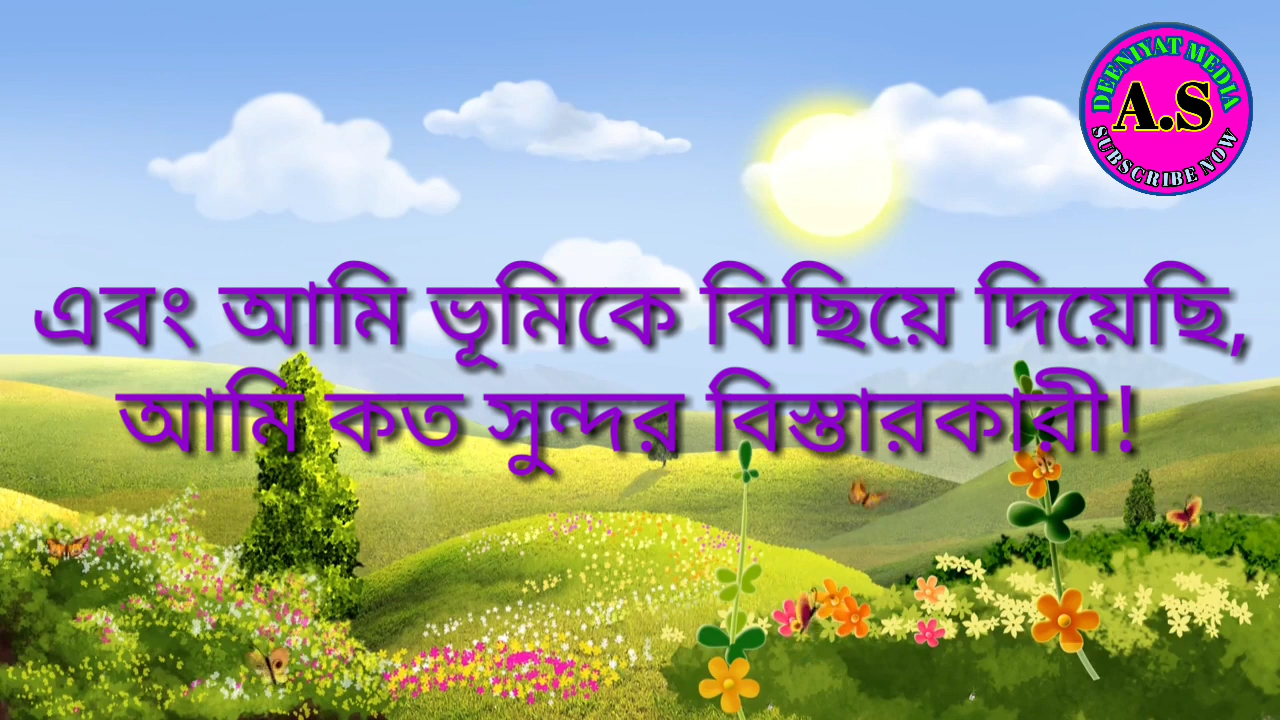 DEENIYAT MEDIA
A.S
SUBSCRIBE NOW
এবং আমি ভূমিকে বিছিয়ে দিয়েছি,
আমি কত সুন্দর বিস্তারকারী!